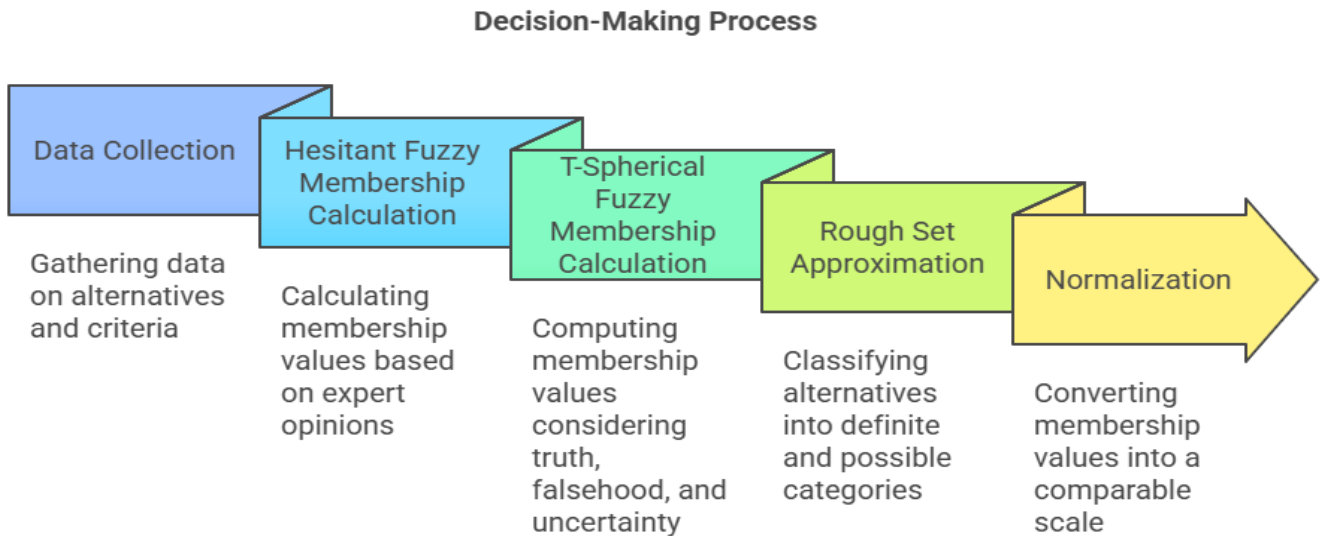 Decision-Making Process
Data Collection
Gathering data
on alternatives
and criteria
Hesitant Fuzzy
Membership
Calculation
Calculating
membership
values based
on expert
opinions
T-Spherical
Fuzzy
Membership
Calculation
Computing
membership
values
considering
truth,
falsehood, and
uncertainty
Rough Set
Approximation
Classifying
alternatives
into definite
and possible
categories
Normalization
Converting
membership
values into a
comparable
scale